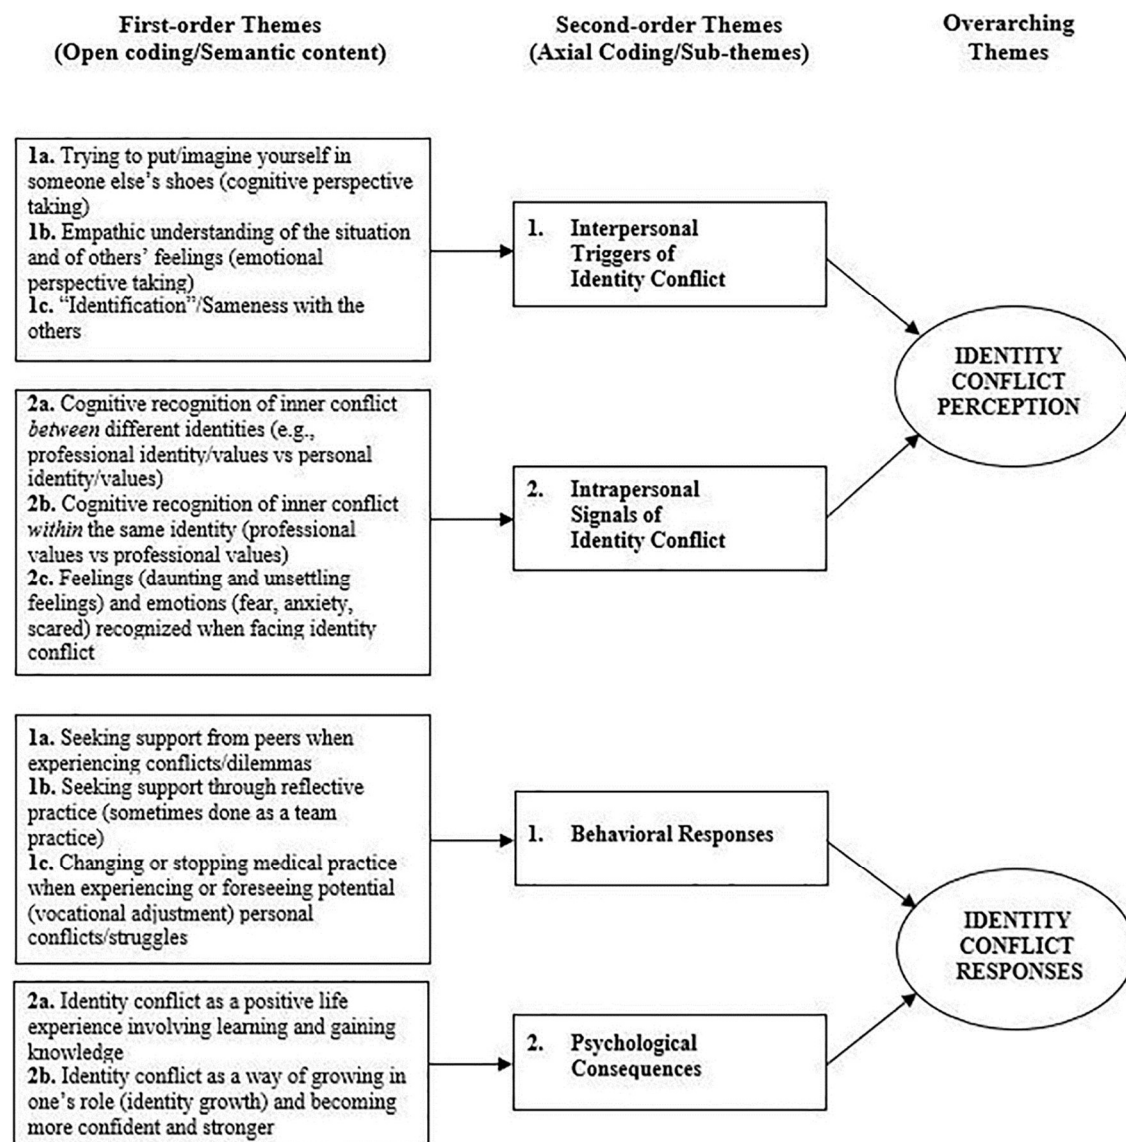 First-order Themes
(Open coding/Semantic content)
Second-order Themes
(Axial Coding/Sub-themes)
Overarching
Themes
1a. Trying to put/imagine yourself in
someone else's shoes (cognitive perspective
taking)
1b. Empathic understanding of the situation
and of others' feelings (emotional
perspective taking)
1c. "Identification"/Sameness with the
others
1. Interpersonal
Triggers of
Identity Conflict
IDENTITY
CONFLICT
PERCEPTION
2a. Cognitive recognition of inner conflict
between different identities (e.g.,
professional identity/values vs personal
identity/values)
2b. Cognitive recognition of inner conflict
within the same identity (professional
values vs professional values)
2c. Feelings (daunting and unsettling
feelings) and emotions (fear, anxiety,
scared) recognized when facing identity
conflict
2. Intrapersonal
Signals of
Identity Conflict
1a. Seeking support from peers when
experiencing conflicts/dilemmas
1b. Seeking support through reflective
practice (sometimes done as a team
practice)
1c. Changing or stopping medical practice
when experiencing or foreseeing potential
(vocational adjustment) personal
conflicts/struggles
1. Behavioral Responses
IDENTITY
CONFLICT
RESPONSES
2a. Identity conflict as a positive life
experience involving learning and gaining
knowledge
2b. Identity conflict as a way of growing in
one's role (identity growth) and becoming
more confident and stronger
2. Psychological
Consequences